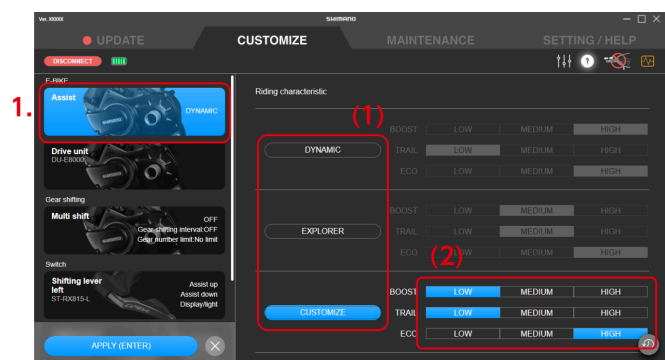 Ver. XXXXX
SHIMANO
UPDATE
CUSTOMIZE
MAINTENANCE
SETTING / HELP
DISCONNECT
?
E-BIKE
1.
Assist
DYNAMIC
Drive unit
DU-E8000
Gear shifting
Multi shift
OFF
Gear-shifting interval:OFF
Gear number limit:No limit
Switch
Shifting lever
left
ST-RX815-L
Assist up
Assist down
Display/light
APPLY (ENTER)
Riding characteristic
(1)
DYNAMIC
BOOST LOW MEDIUM HIGH
TRAIL LOW MEDIUM HIGH
ECO LOW MEDIUM HIGH
EXPLORER
BOOST LOW MEDIUM HIGH
TRAIL LOW MEDIUM HIGH
ECO LOW MEDIUM HIGH
(2)
CUSTOMIZE
BOOST LOW MEDIUM HIGH
TRAIL LOW MEDIUM HIGH
ECO LOW MEDIUM HIGH